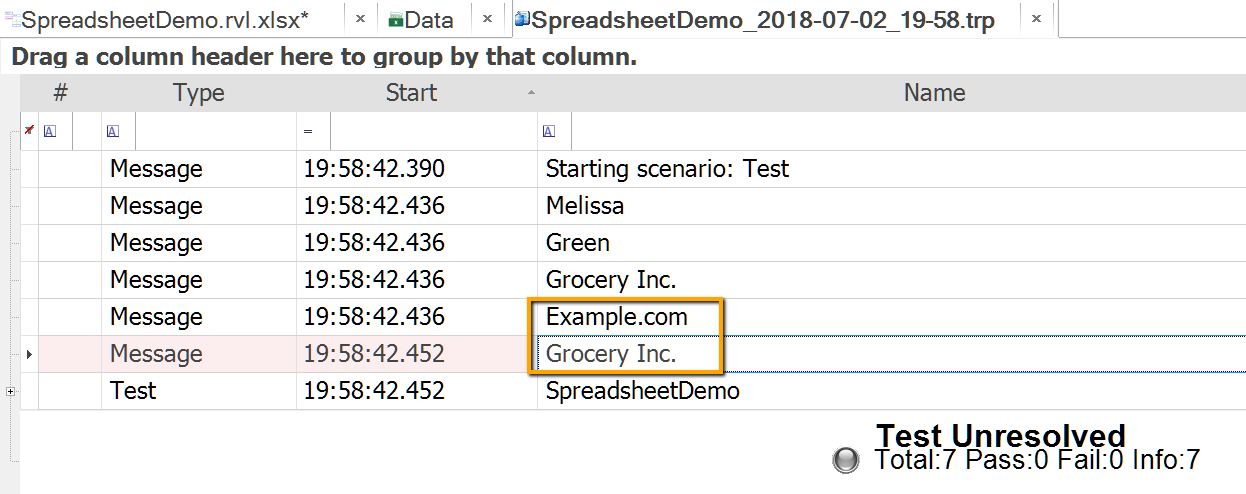 SpreadsheetDemo.rvl.xlsx* × Data × SpreadsheetDemo_2018-07-02_19-58.trp ×
Drag a column header here to group by that column.
# Type Start Name
A A = A
Message 19:58:42.390 Starting scenario: Test
Message 19:58:42.436 Melissa
Message 19:58:42.436 Green
Message 19:58:42.436 Grocery Inc.
Message 19:58:42.436 Example.com
Message 19:58:42.452 Grocery Inc.
Test 19:58:42.452 SpreadsheetDemo
Test Unresolved
Total:7 Pass:0 Fail:0 Info:7